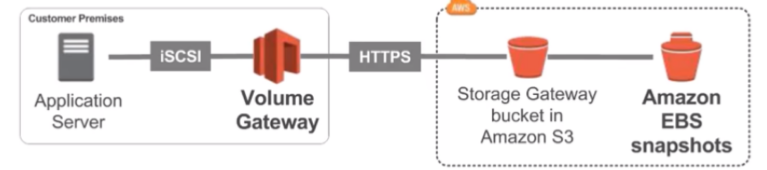 Customer Premises
AWS
iSCSI
HTTPS
Application
Server
Volume
Gateway
Storage Gateway
bucket in
Amazon S3
Amazon
EBS
snapshots